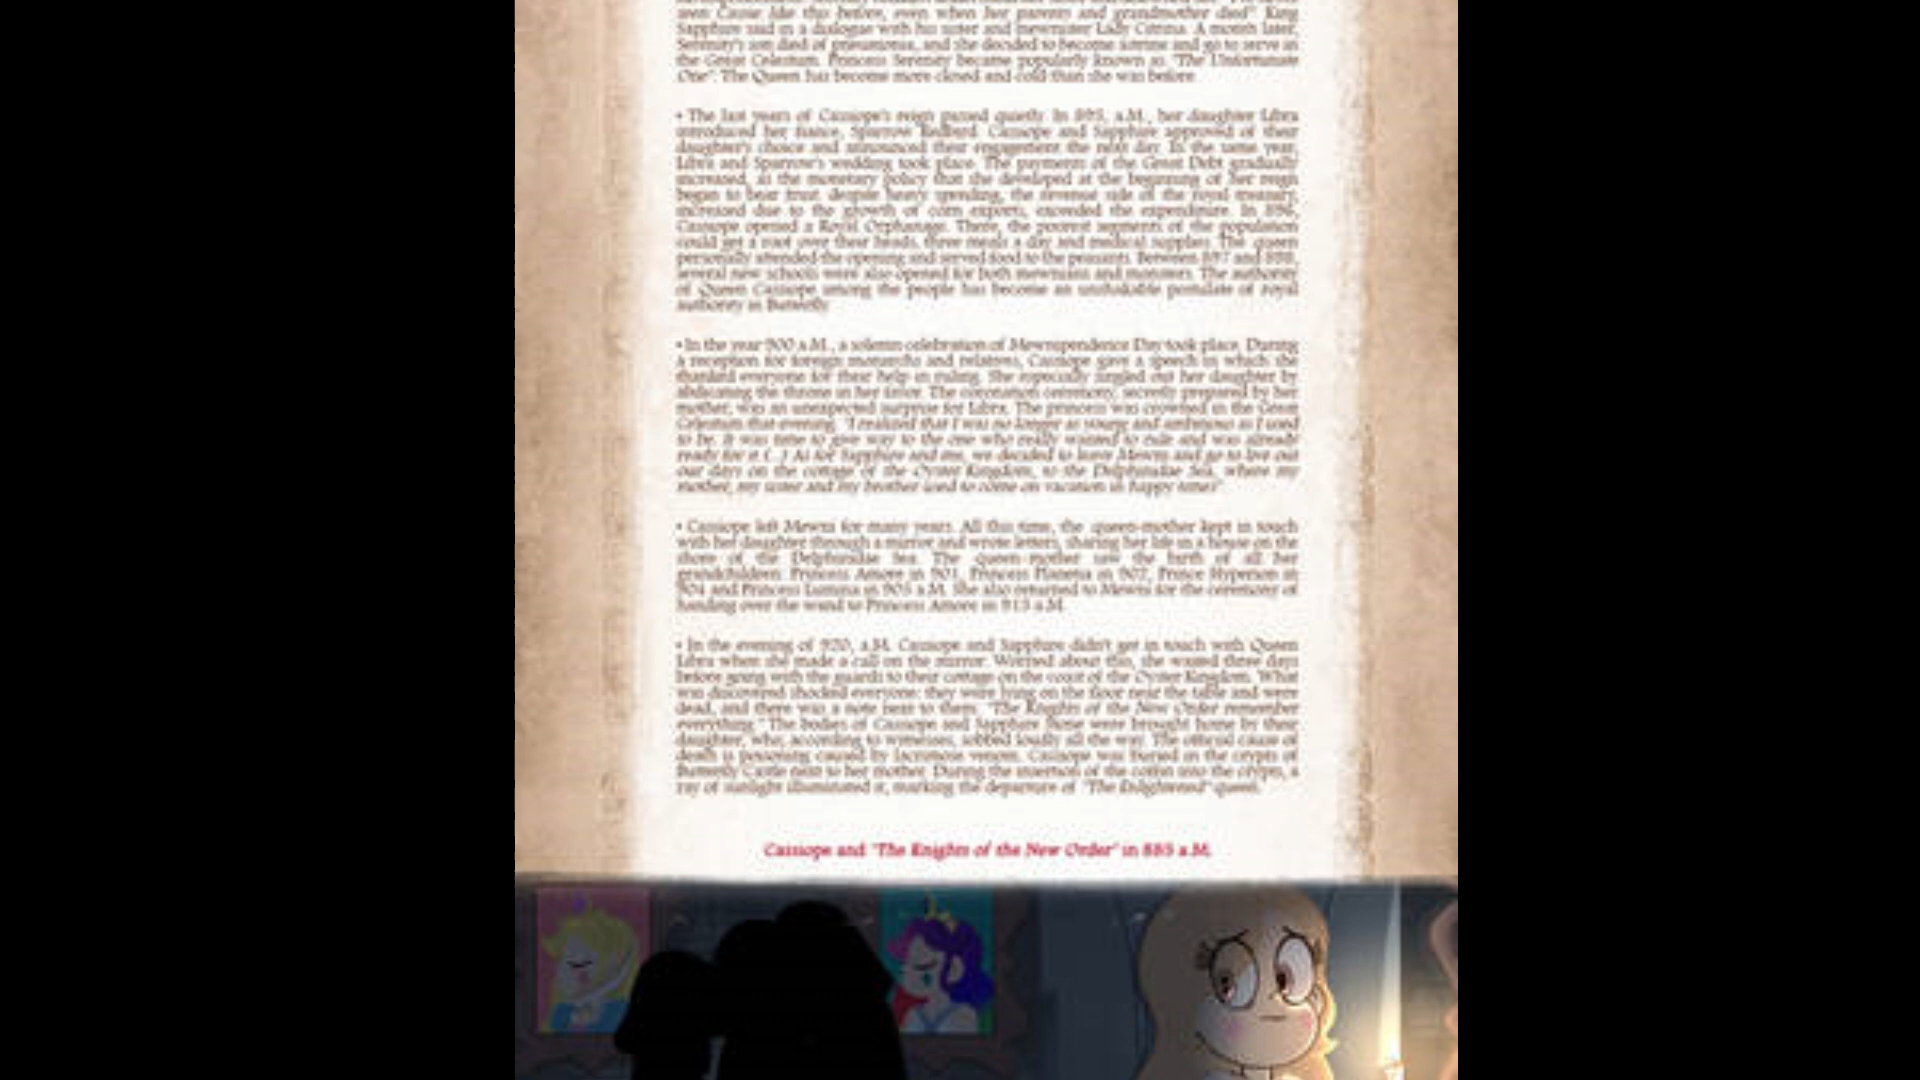 seen Cassie like this before, even when her parents and grandmother died" King
Sapphire said in a dialogue with his sister and mewnister Lady Citrina. A month later,
Serenity's son died of pneumonia, and she decided to become and go to serve in
the Great Celestium. Princess Serenity became popularly known as "The Unfortunate
One". The Queen has become more closed and cold than she was before.
• The last years of Cassiope's reign passed quietly. In 895, a.M., her daughter Libra
introduced her fiance, Sparrow Redbird. Cassiope and Sapphire approved of their
daughter's choice and announced their engagement the next day. In the same year,
Libra and Sparrow's wedding took place. The payments of the Great Debt gradually
increased, as the monetary policy that she developed at the beginning of her reign
began to bear fruit: despite heavy spending, the revenue side of the royal treasury,
increased due to the growth of corn exports, exceeded the expenditure. In 896,
Cassiope opened a Royal Orphanage. There, the poorest segments of the population
could get a roof over their heads, three meals a day and medical supplies. The queen
personally attended the opening and served food to the peasants. Between 897 and 898,
several new schools were also opened for both mewmans and monsters. The authority
of Queen Cassiope among the people has become an unshakable postulate of royal
authority in Butterfly.
• In the year 900 a.M., a solemn celebration of Mewnipendence Day took place. During
a reception for foreign monarchs and relatives, Cassiope gave a speech in which she
thanked everyone for their help in ruling. She especially singled out her daughter by
abdicating the throne in her favor. The coronation ceremony, secretly prepared by her
mother, was an unexpected surprise for Libra. The princess was crowned in the Great
Celestium that evening. "I realized that I was no longer as young and ambitious as I used
to be. It was time to give way to the one who really wanted to rule and was already
ready for it (...) As for Sapphire and me, we decided to leave Mewni and go to live out
our days on the cottage of the Oyster Kingdom, to the Delphinidae Sea, where my
mother, my sister and my brother used to come on vacation in happy times"
• Cassiope left Mewni for many years. All this time, the queen-mother kept in touch
with her daughter through a mirror and wrote letters, sharing her life in a house on the
shore of the Delphinidae Sea. The queen-mother saw the birth of all her
grandchildren: Princess Amore in 901, Princess Planetta in 902, Prince Hyperion in
904 and Princess Lumina in 905 a.M. She also returned to Mewni for the ceremony of
handing over the wand to Princess Amore in 915 a.M.
• In the evening of 920, a.M. Cassiope and Sapphire didn't get in touch with Queen
Libra when she made a call on the mirror. Worried about this, she waited three days
before going with the guards to their cottage on the coast of the Oyster Kingdom. What
was discovered shocked everyone: they were lying on the floor near the table and were
dead, and there was a note next to them: "The Knights of the New Order remember
everything." The bodies of Cassiope and Sapphire were brought home by their
daughter, who, according to witnesses, sobbed loudly all the way. The official cause of
death is poisoning caused by lacrimose venom. Cassiope was buried in the crypts of
Butterfly Castle next to her mother. During the insertion of the coffin into the crypts, a
ray of sunlight illuminated it, marking the departure of "The Enlightened" queen.
Cassiope and "The Knights of the New Order" in 885 a.M.